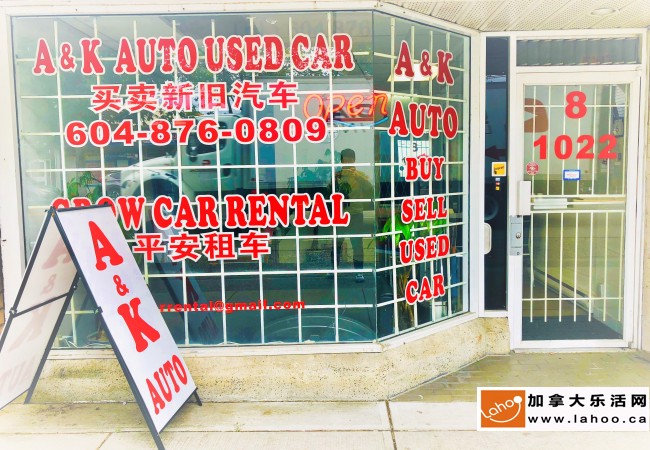 A & K AUTO USED CAR
买卖新旧汽车
604-876-0809
Open
GROW CAR RENTAL
平安租车
rrental@gmail.com
A & K
AUTO
BUY
SELL
USED
CAR
8
1022
A
&
K
AUTO
Lahoo
加拿大乐活网
www.lahoo.ca